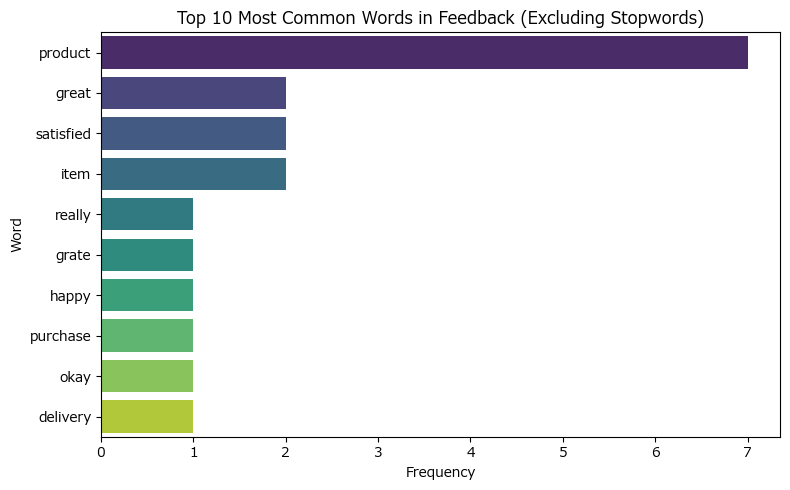 Top 10 Most Common Words in Feedback (Excluding Stopwords)
product
great
satisfied
item
really
grate
happy
purchase
okay
delivery
Word
0 1 2 3 4 5 6 7
Frequency